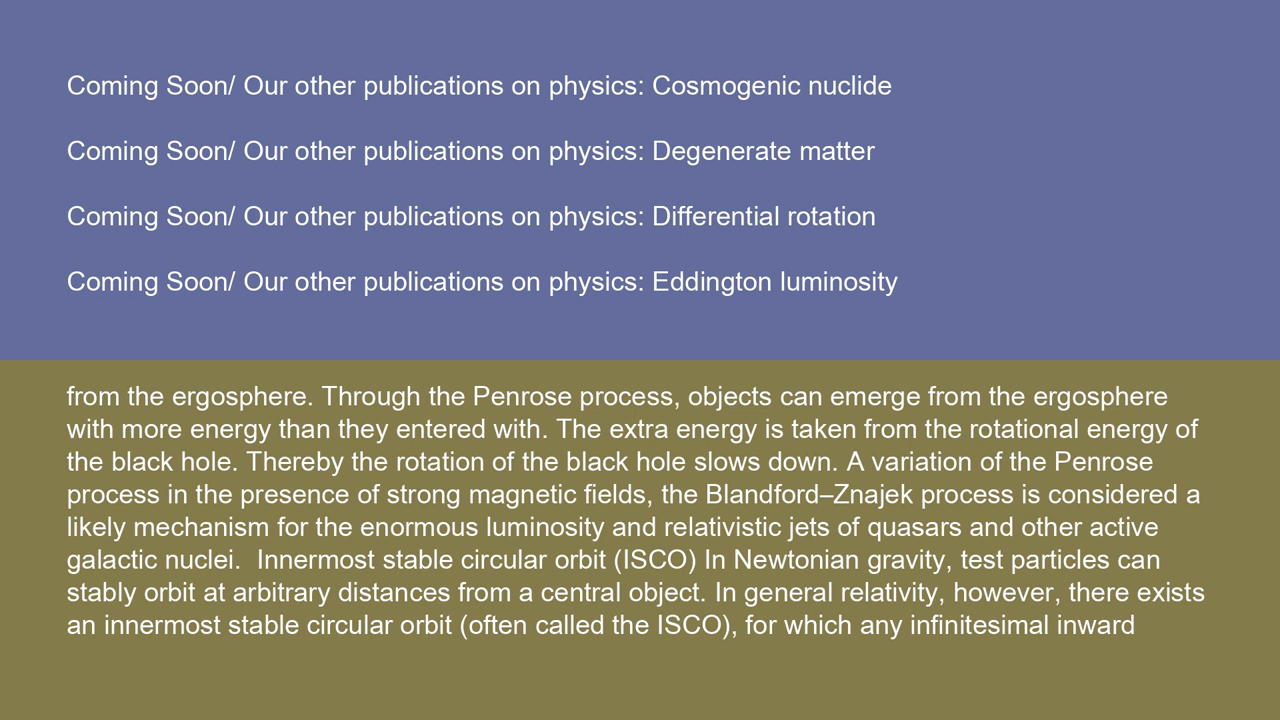 Coming Soon/ Our other publications on physics: Cosmogenic nuclide
Coming Soon/ Our other publications on physics: Degenerate matter
Coming Soon/ Our other publications on physics: Differential rotation
Coming Soon/ Our other publications on physics: Eddington luminosity
from the ergosphere. Through the Penrose process, objects can emerge from the ergosphere
with more energy than they entered with. The extra energy is taken from the rotational energy of
the black hole. Thereby the rotation of the black hole slows down. A variation of the Penrose
process in the presence of strong magnetic fields, the Blandford–Znajek process is considered a
likely mechanism for the enormous luminosity and relativistic jets of quasars and other active
galactic nuclei.  Innermost stable circular orbit (ISCO) In Newtonian gravity, test particles can
stably orbit at arbitrary distances from a central object. In general relativity, however, there exists
an innermost stable circular orbit (often called the ISCO), for which any infinitesimal inward